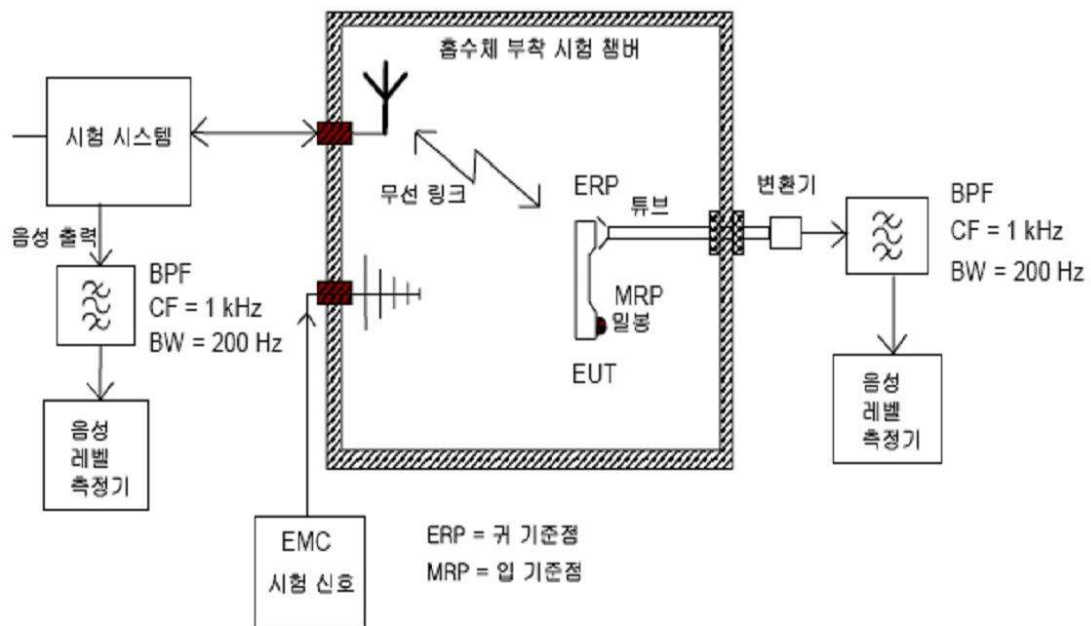 흡수체 부착 시험 챔버
시험 시스템
무선 링크
음성 출력
BPF
CF = 1 kHz
BW = 200 Hz
음성
레벨
측정기
EMC
시험 신호
ERP
튜브
MRP
밀봉
EUT
변환기
BPF
CF = 1 kHz
BW = 200 Hz
음성
레벨
측정기
ERP = 귀 기준점
MRP = 입 기준점